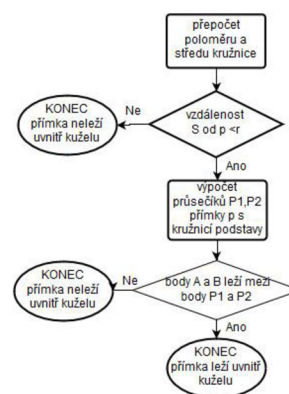 přepočet
poloměru a
středu kružnice
KONEC
přímka neleží
uvnitř kuželu
Ne
vzdálenost
S od p <r
Ano
výpočet
průsečíků P1,P2
přímky p s
kružnicí podstavy
KONEC
přímka neleží
uvnitř kuželu
Ne
body A a B leží mezi
body P1 a P2
Ano
KONEC
přímka leží uvnitř
kuželu